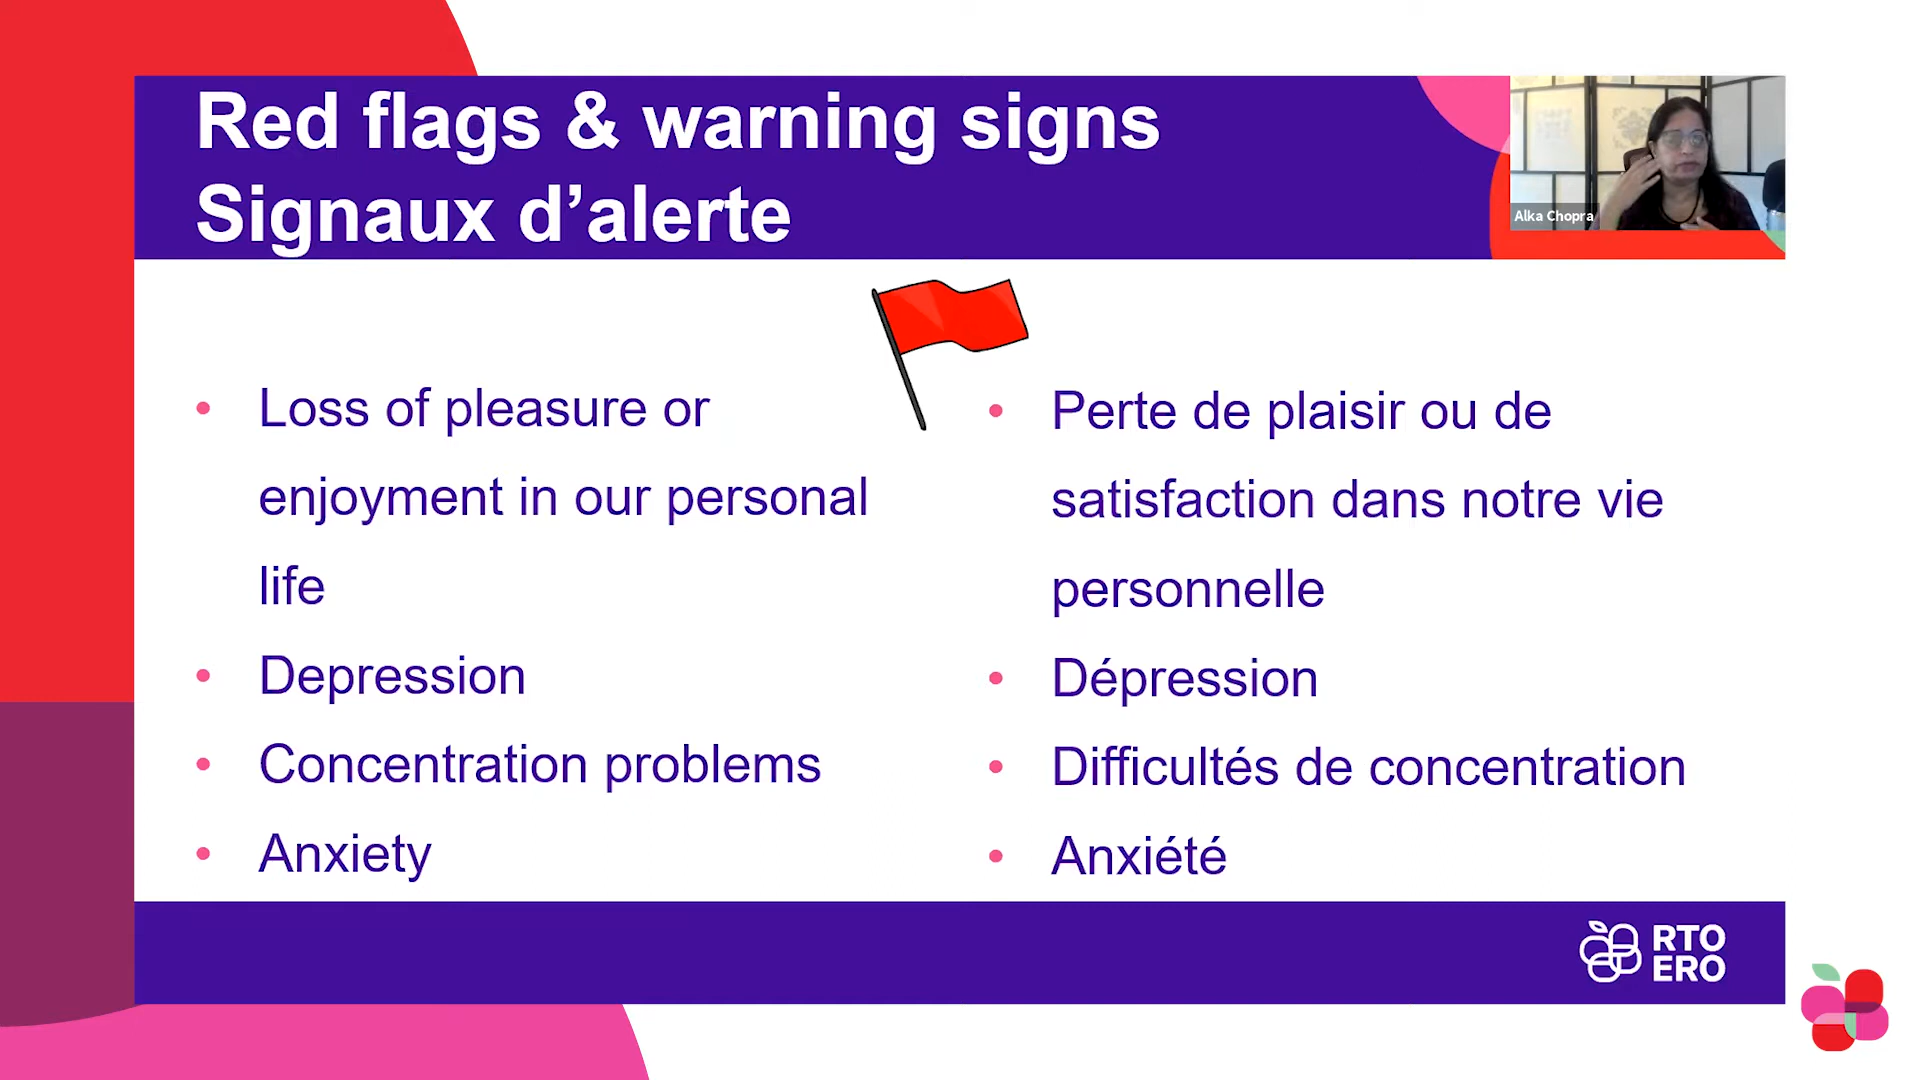 Red flags & warning signs
Signaux d’alerte
Alka Chopra
• Loss of pleasure or
enjoyment in our personal
life
• Depression
• Concentration problems
• Anxiety
• Perte de plaisir ou de
satisfaction dans notre vie
personnelle
• Dépression
• Difficultés de concentration
• Anxiété
RTO
ERO